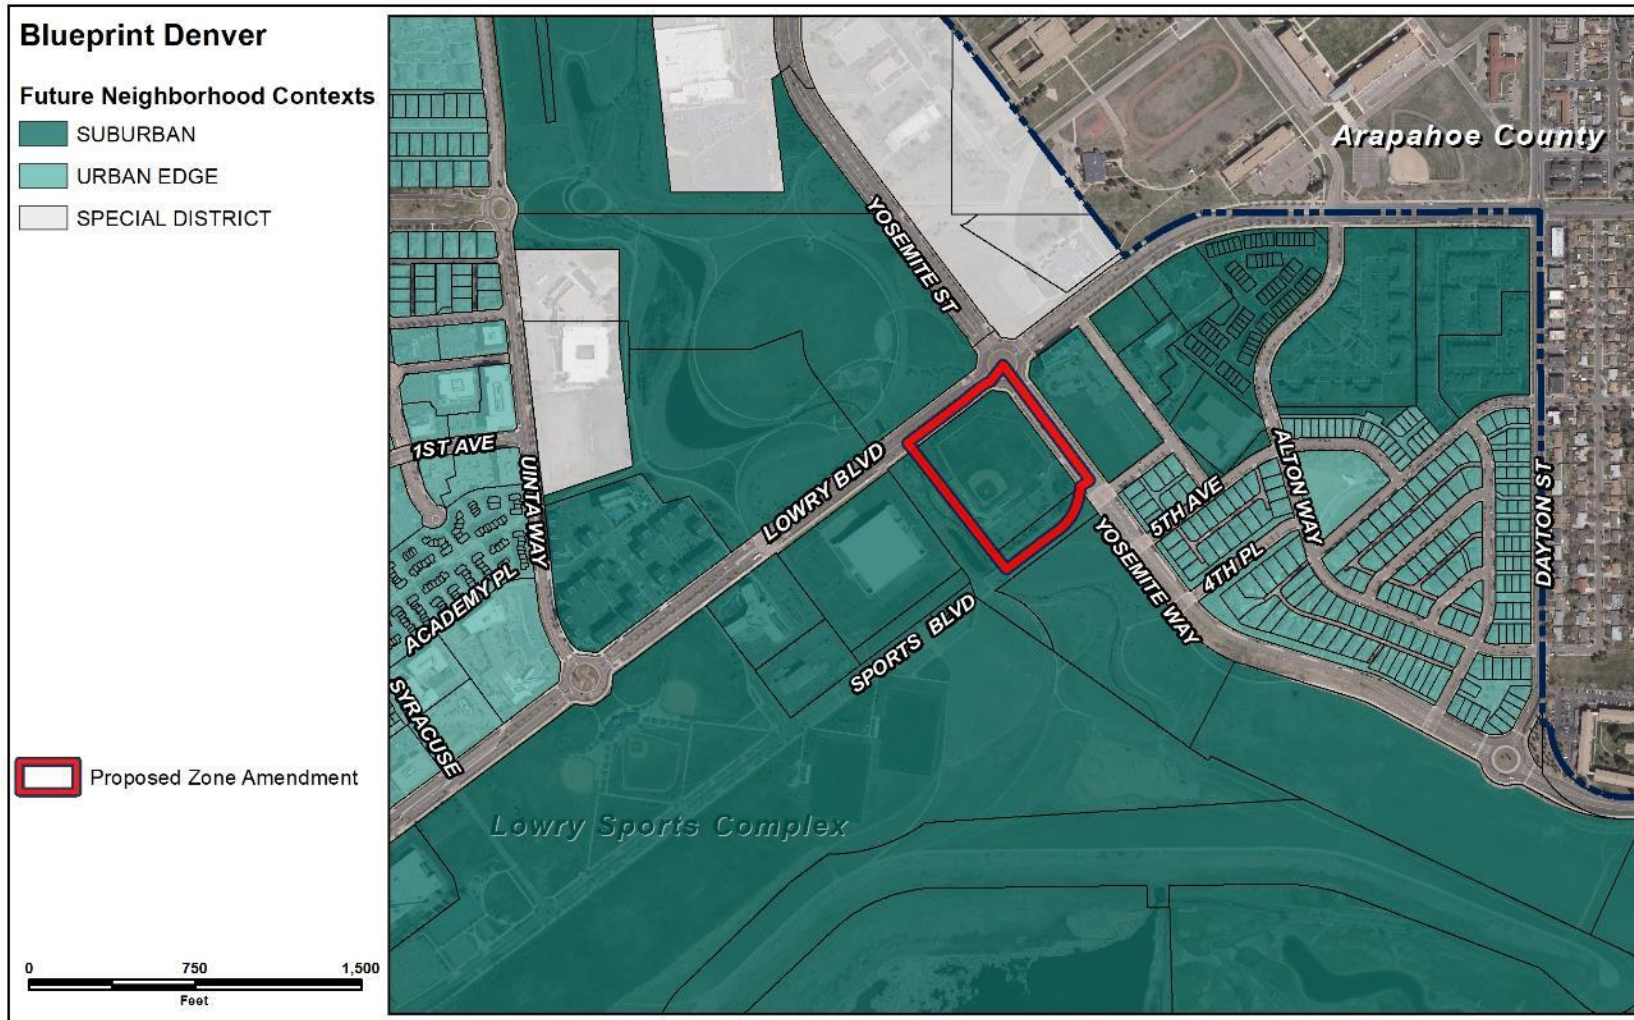 Blueprint Denver
Future Neighborhood Contexts
SUBURBAN
URBAN EDGE
SPECIAL DISTRICT
Proposed Zone Amendment
0 750 1,500
Feet
Arapahoe County
YOSEMITE ST
1ST AVE
UINTA WAY
LOWRY BLVD
5TH AVE
ALTON WAY
DAYTON ST
4TH PL
YOSEMITE WAY
ACADEMY PL
SPORTS BLVD
SYRACUSE
Lowry Sports Complex